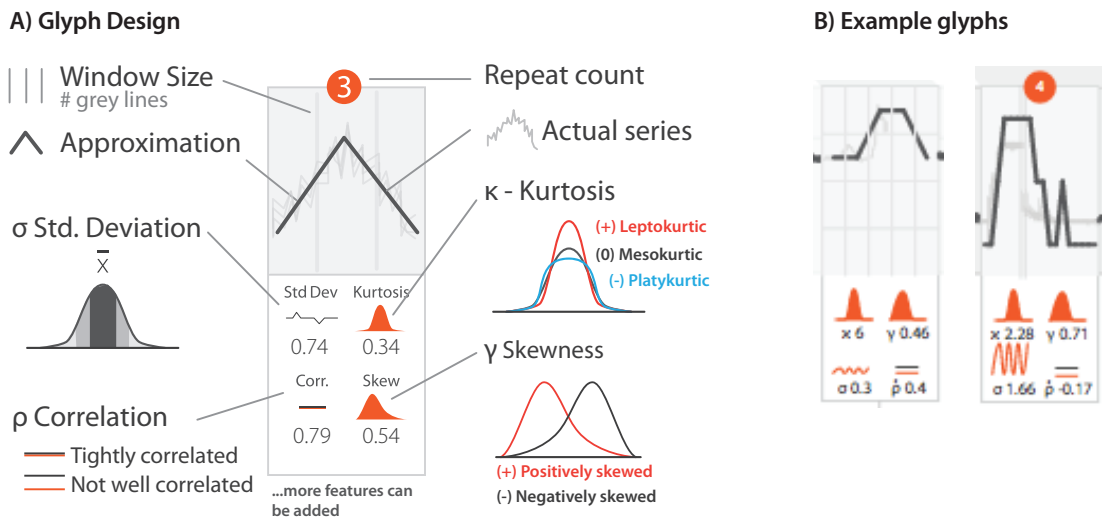 A) Glyph Design
B) Example glyphs
Window Size
# grey lines
Approximation
3
Repeat count
Actual series
σ Std. Deviation
x̄
ρ Correlation
Tightly correlated
Not well correlated
Std Dev
Kurtosis
0.74
0.34
Corr.
Skew
0.79
0.54
...more features can
be added
κ - Kurtosis
(+) Leptokurtic
(0) Mesokurtic
(-) Platykurtic
γ Skewness
(+) Positively skewed
(-) Negatively skewed
ϰ 6
γ 0.46
σ 0.3
ρ̇ 0.4
4
ϰ 2.28
γ 0.71
σ 1.66
ρ̇ -0.17